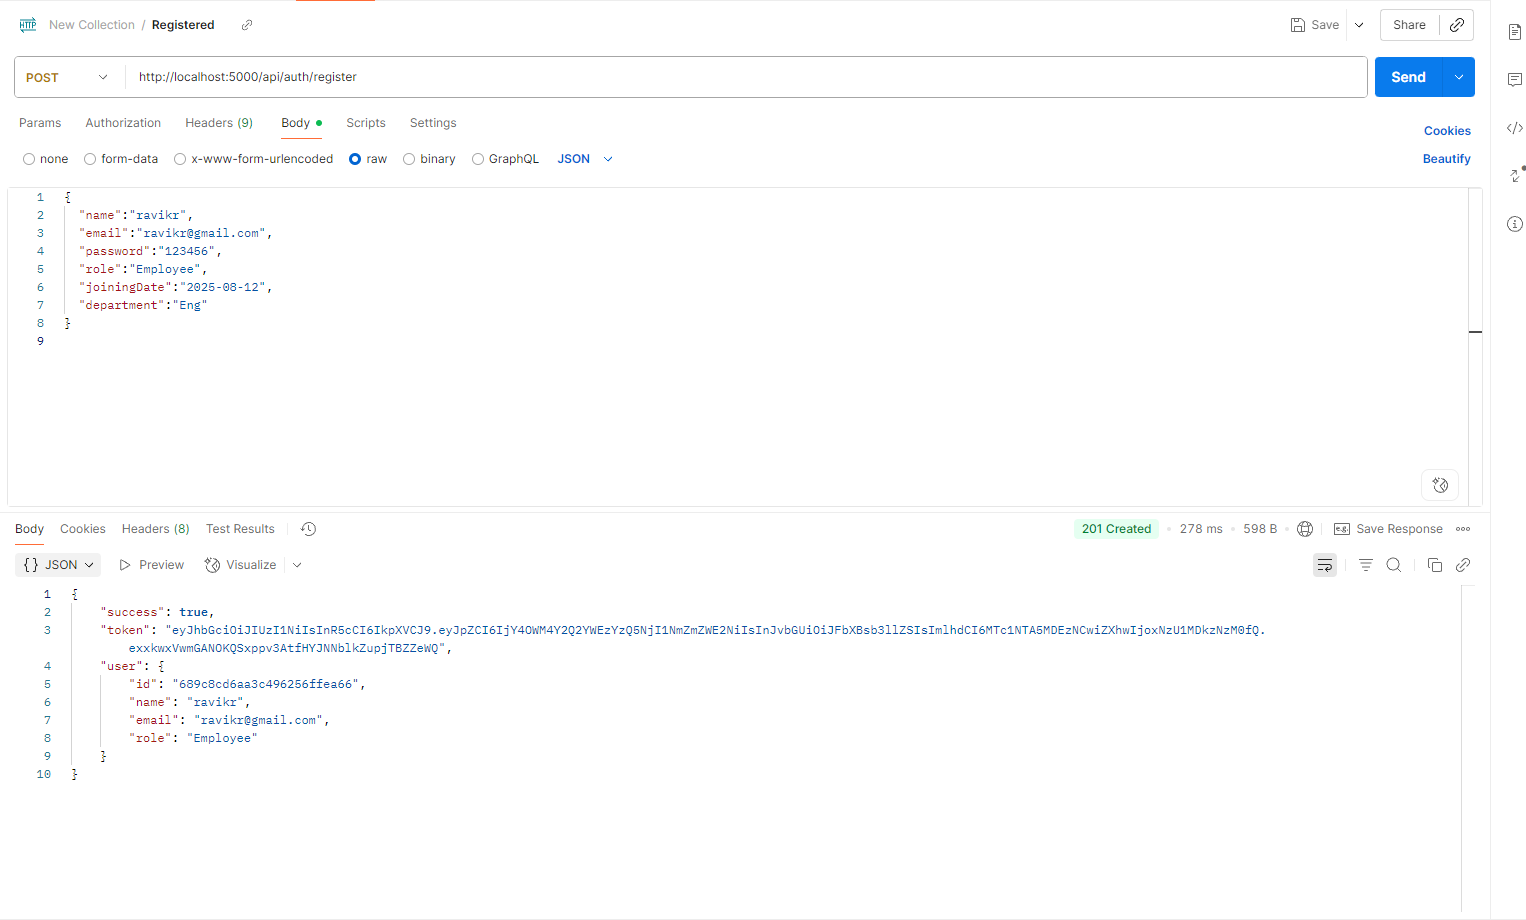 HTTP New Collection / Registered Save Share
POST http://localhost:5000/api/auth/register Send
Params Authorization Headers (9) Body Scripts Settings Cookies
none form-data x-www-form-urlencoded raw binary GraphQL JSON Beautify
1 {
2 "name":"ravikr",
3 "email":"ravikr@gmail.com",
4 "password":"123456",
5 "role":"Employee",
6 "joiningDate":"2025-08-12",
7 "department":"Eng"
8 }
9
Body Cookies Headers (8) Test Results 201 Created • 278 ms • 598 B • e.g. Save Response
{} JSON Preview Visualize
1 {
2 "success": true,
3 "token": "eyJhbGciOiJIUzI1NiIsInR5cCI6IkpXVCJ9.eyJpZCI6IjY4OWM4Y2Q2YWEzYzQ5NjI1NmZmZWE2NiIsInJvbGUiOiJFbXBsb3llZSIsImlhdCI6MTc1NTA5MDEzNCwiZXhwIjoxNzU1MDkzNzM0fQ.
exxkwxVwmGANOKQSxppv3AtfHYJNNblkZupjTBZZeWQ",
4 "user": {
5 "id": "689c8cd6aa3c496256ffea66",
6 "name": "ravikr",
7 "email": "ravikr@gmail.com",
8 "role": "Employee"
9 }
10 }